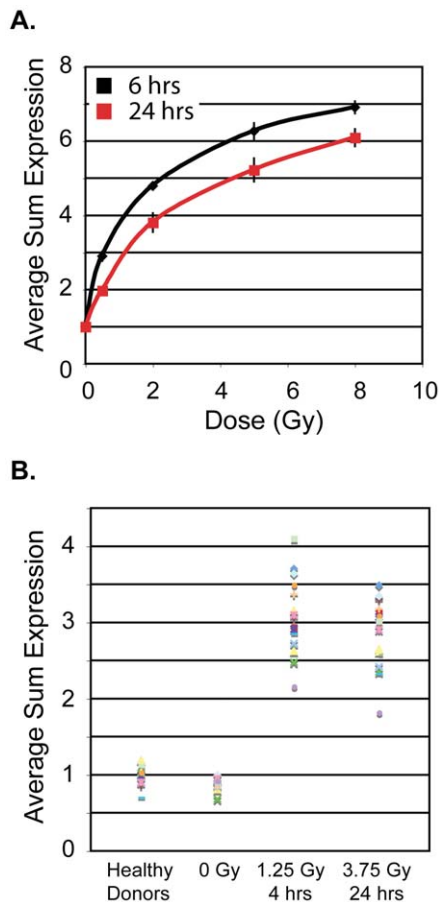 A.
Average Sum Expression
8
6
4
2
0
6 hrs
24 hrs
0 2 4 6 8 10
Dose (Gy)
B.
Average Sum Expression
4
3
2
1
0
Healthy Donors
0 Gy
1.25 Gy 4 hrs
3.75 Gy 24 hrs